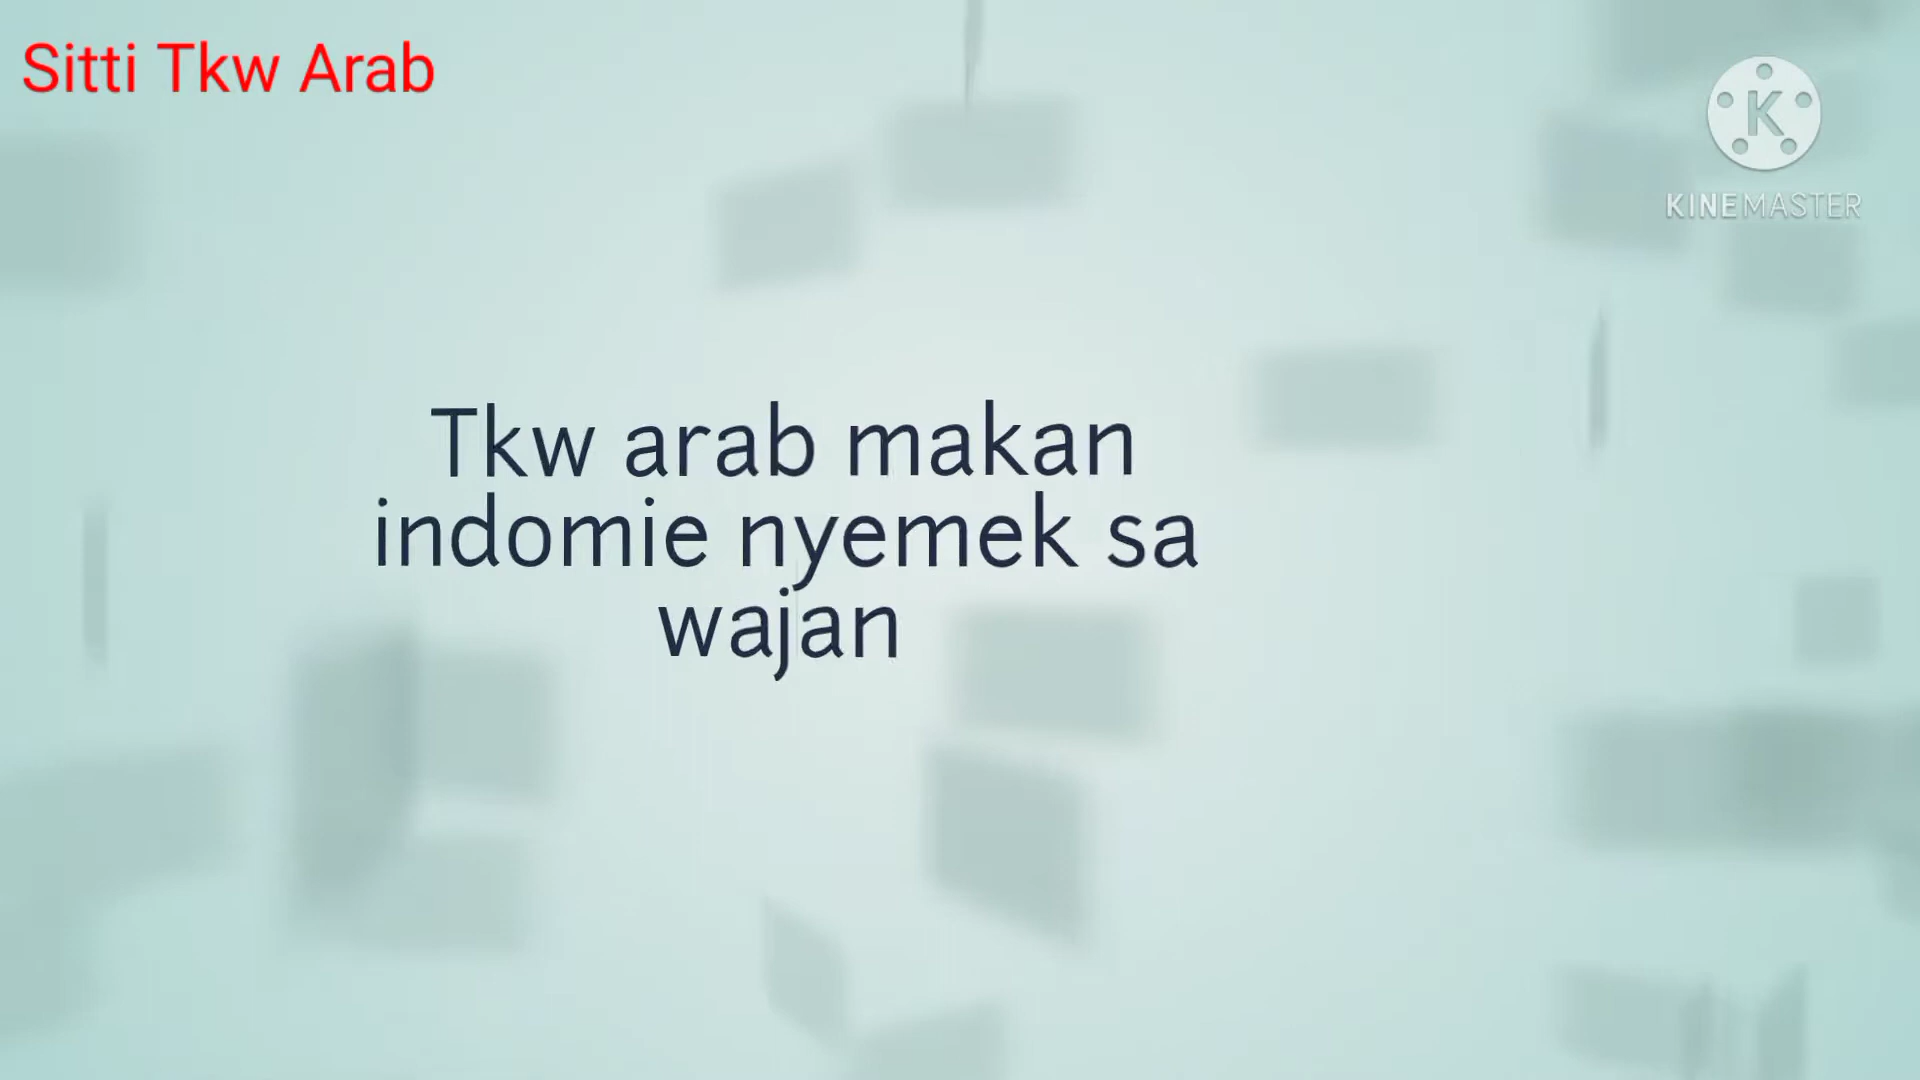 Sitti Tkw Arab
KINEMASTER
Tkw arab makan
indomie nyemek sa
wajan